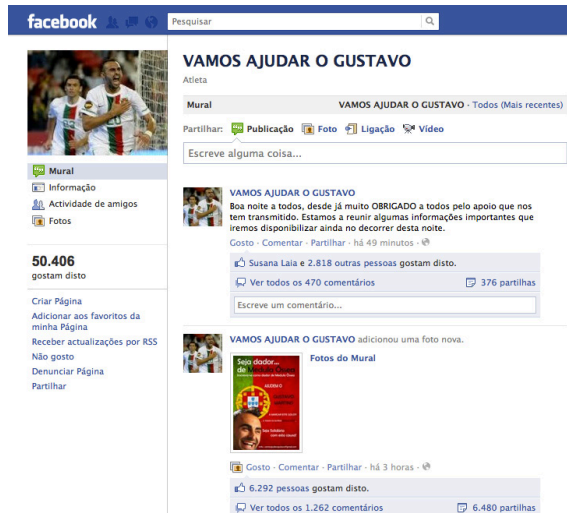 facebook
Pesquisar
VAMOS AJUDAR O GUSTAVO
Atleta
Mural
VAMOS AJUDAR O GUSTAVO · Todos (Mais recentes)
Partilhar: Publicação Foto Ligação Vídeo
Escreve alguma coisa...
Mural
Informação
Actividade de amigos
Fotos
50.406
gostam disto
Criar Página
Adicionar aos favoritos da
minha Página
Receber actualizações por RSS
Não gosto
Denunciar Página
Partilhar
VAMOS AJUDAR O GUSTAVO
Boa noite a todos, desde já muito OBRIGADO a todos pelo apoio que nos
tem transmitido. Estamos a reunir algumas informações importantes que
iremos disponibilizar ainda no decorrer desta noite.
Gosto · Comentar · Partilhar · há 49 minutos ·
Susana Laia e 2.818 outras pessoas gostam disto.
Ver todos os 470 comentários
376 partilhas
Escreve um comentário...
VAMOS AJUDAR O GUSTAVO adicionou uma foto nova.
Seja dador...
de Medula Óssea
Fotos do Mural
Gosto · Comentar · Partilhar · há 3 horas ·
6.292 pessoas gostam disto.
Ver todos os 1.262 comentários
6.480 partilhas